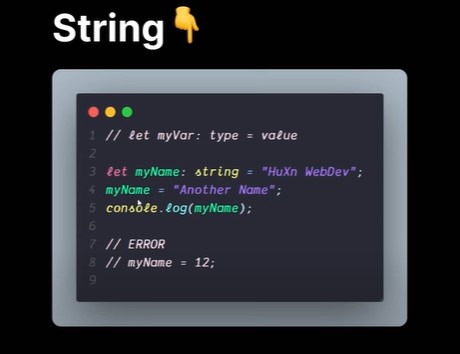 String👇
1 // let myVar: type = value
2
3 let myName: string = "HuXn WebDev";
4 myName = "Another Name";
5 console.log(myName);
6
7 // ERROR
8 // myName = 12;
9